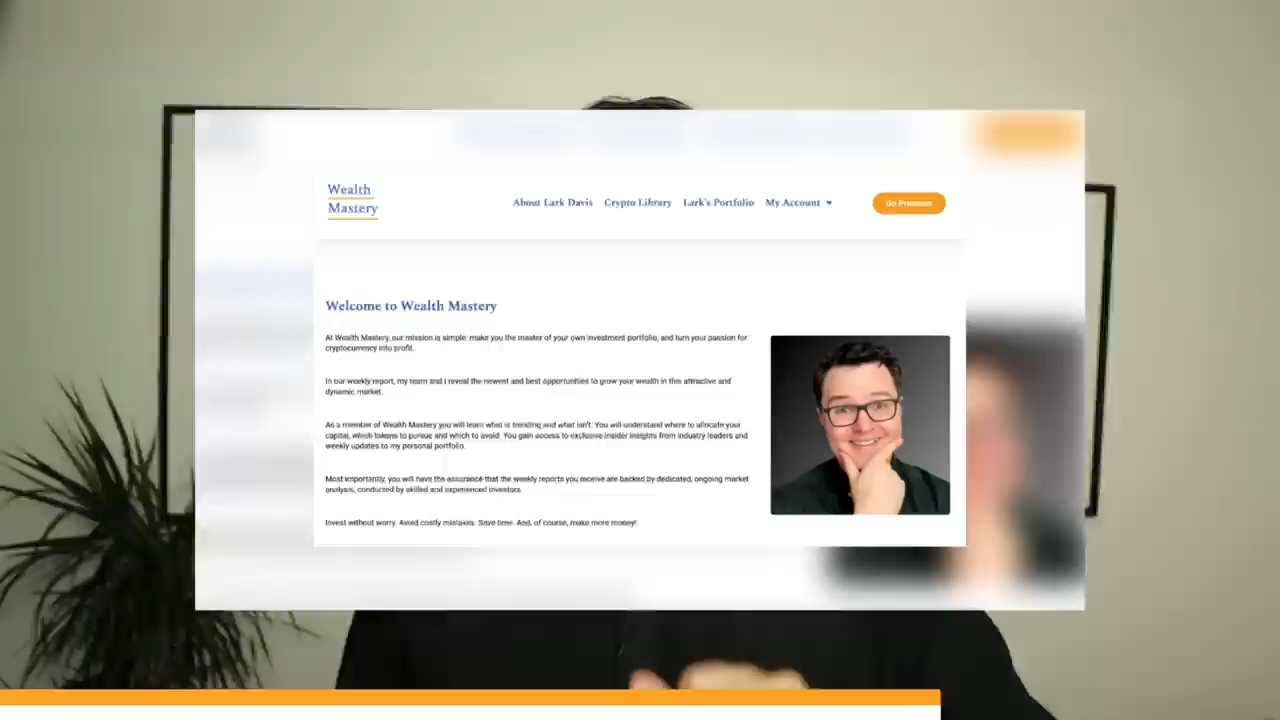 Wealth
Mastery
About Lark Davis Crypto Library Lark's Portfolio My Account
Go Premium
Welcome to Wealth Mastery
At Wealth Mastery, our mission is simple: make you the master of your own investment portfolio, and turn your passion for
cryptocurrency into profit.
In our weekly report, my team and I reveal the newest and best opportunities to grow your wealth in this attractive and
dynamic market.
As a member of Wealth Mastery you will learn what is trending and what isn't. You will understand where to allocate your
capital, which tokens to pursue and which to avoid. You gain access to exclusive insider insights from industry leaders and
weekly updates to my personal portfolio.
Most importantly, you will have the assurance that the weekly reports you receive are backed by dedicated, ongoing market
analysis, conducted by skilled and experienced investors.
Invest without worry. Avoid costly mistakes. Save time. And, of course, make more money!